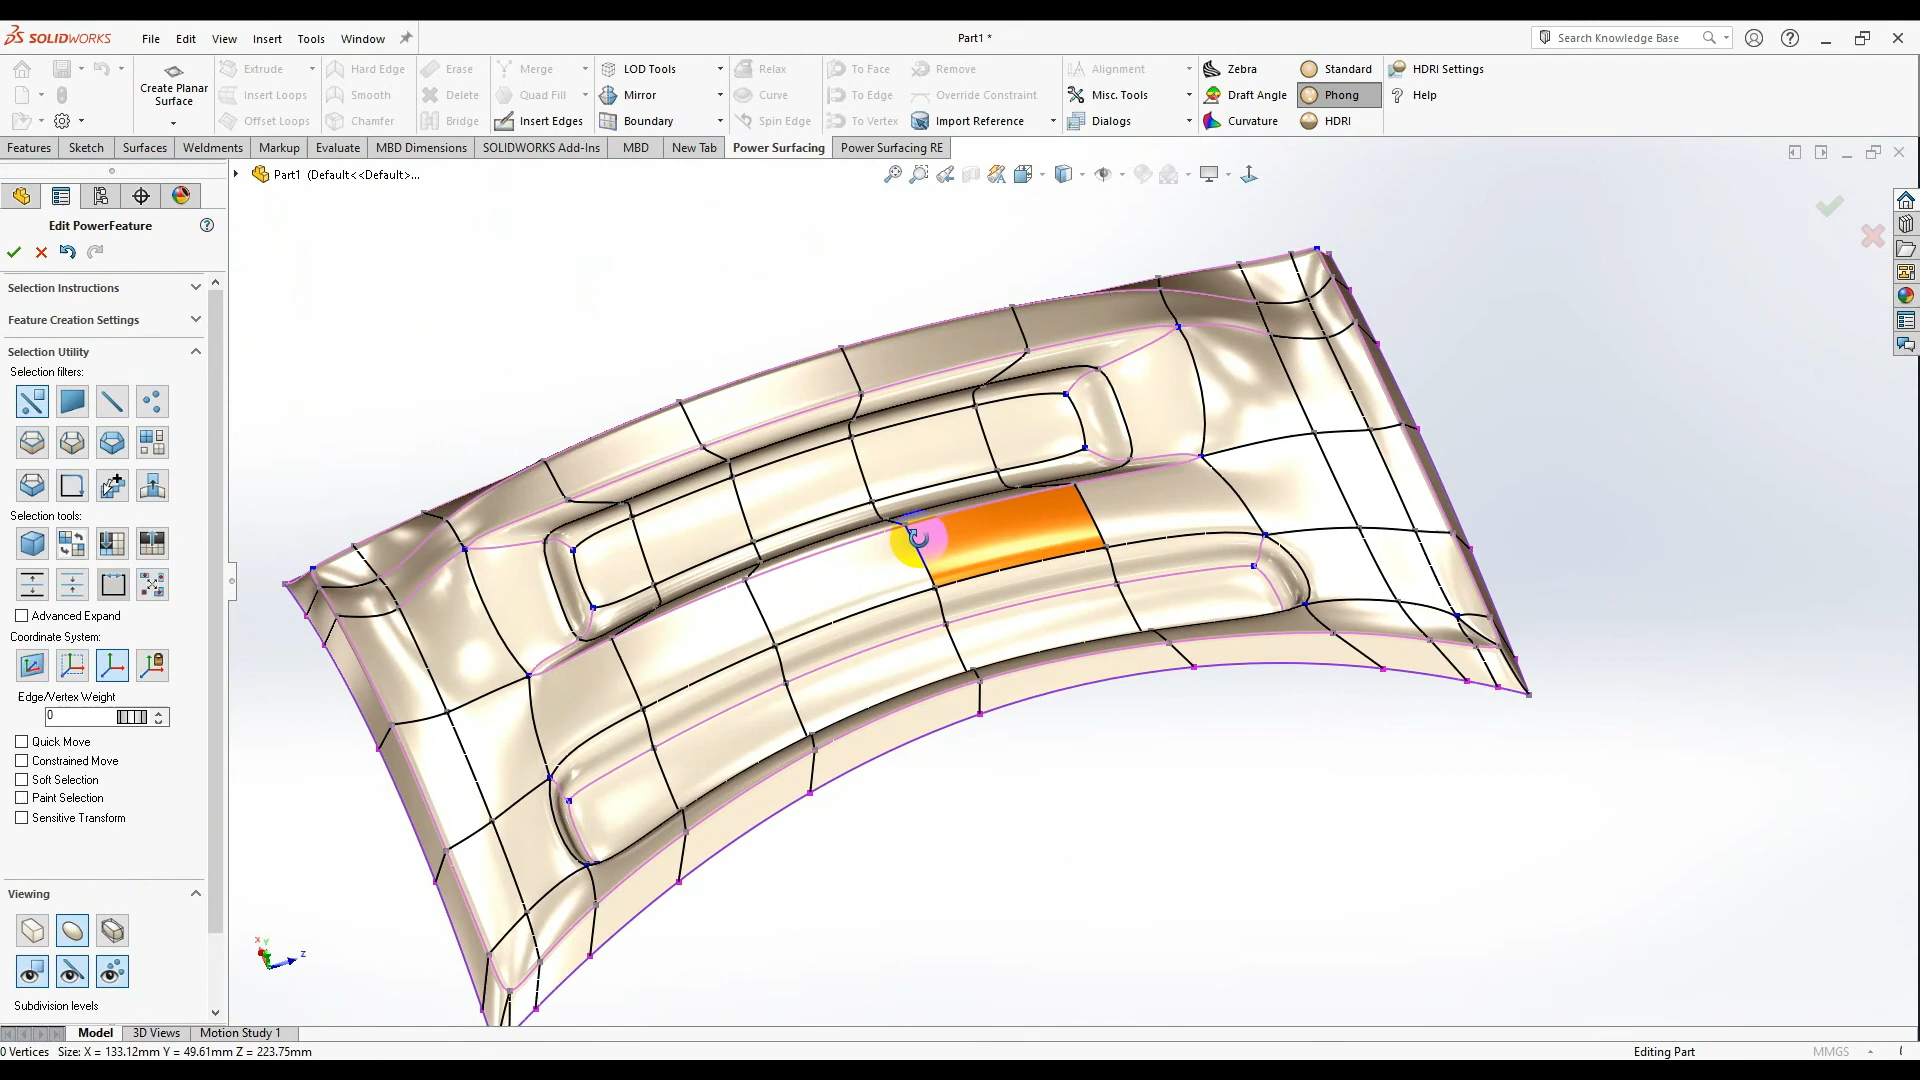 SOLIDWORKS File Edit View Insert Tools Window Part1 * Search Knowledge Base
Extrude Hard Edge Erase Merge LOD Tools Relax To Face Remove Alignment Zebra Standard HDRI Settings
Create Planar Surface
Insert Loops Smooth Delete Quad Fill Mirror Curve To Edge Override Constraint Misc. Tools Draft Angle Phong Help
Offset Loops Chamfer Bridge Insert Edges Boundary Spin Edge To Vertex Import Reference Dialogs Curvature HDRI
Features Sketch Surfaces Weldments Markup Evaluate MBD Dimensions SOLIDWORKS Add-Ins MBD New Tab Power Surfacing Power Surfacing RE
Part1 (Default<<Default>...
Edit PowerFeature
Selection Instructions
Feature Creation Settings
Selection Utility
Selection filters:
Selection tools:
Advanced Expand
Coordinate System:
Edge/Vertex Weight
0
Quick Move
Constrained Move
Soft Selection
Paint Selection
Sensitive Transform
Viewing
X Y Z
Subdivision levels
Model 3D Views Motion Study 1
0 Vertices Size: X = 133.12mm Y = 49.61mm Z = 223.75mm Editing Part MMGS